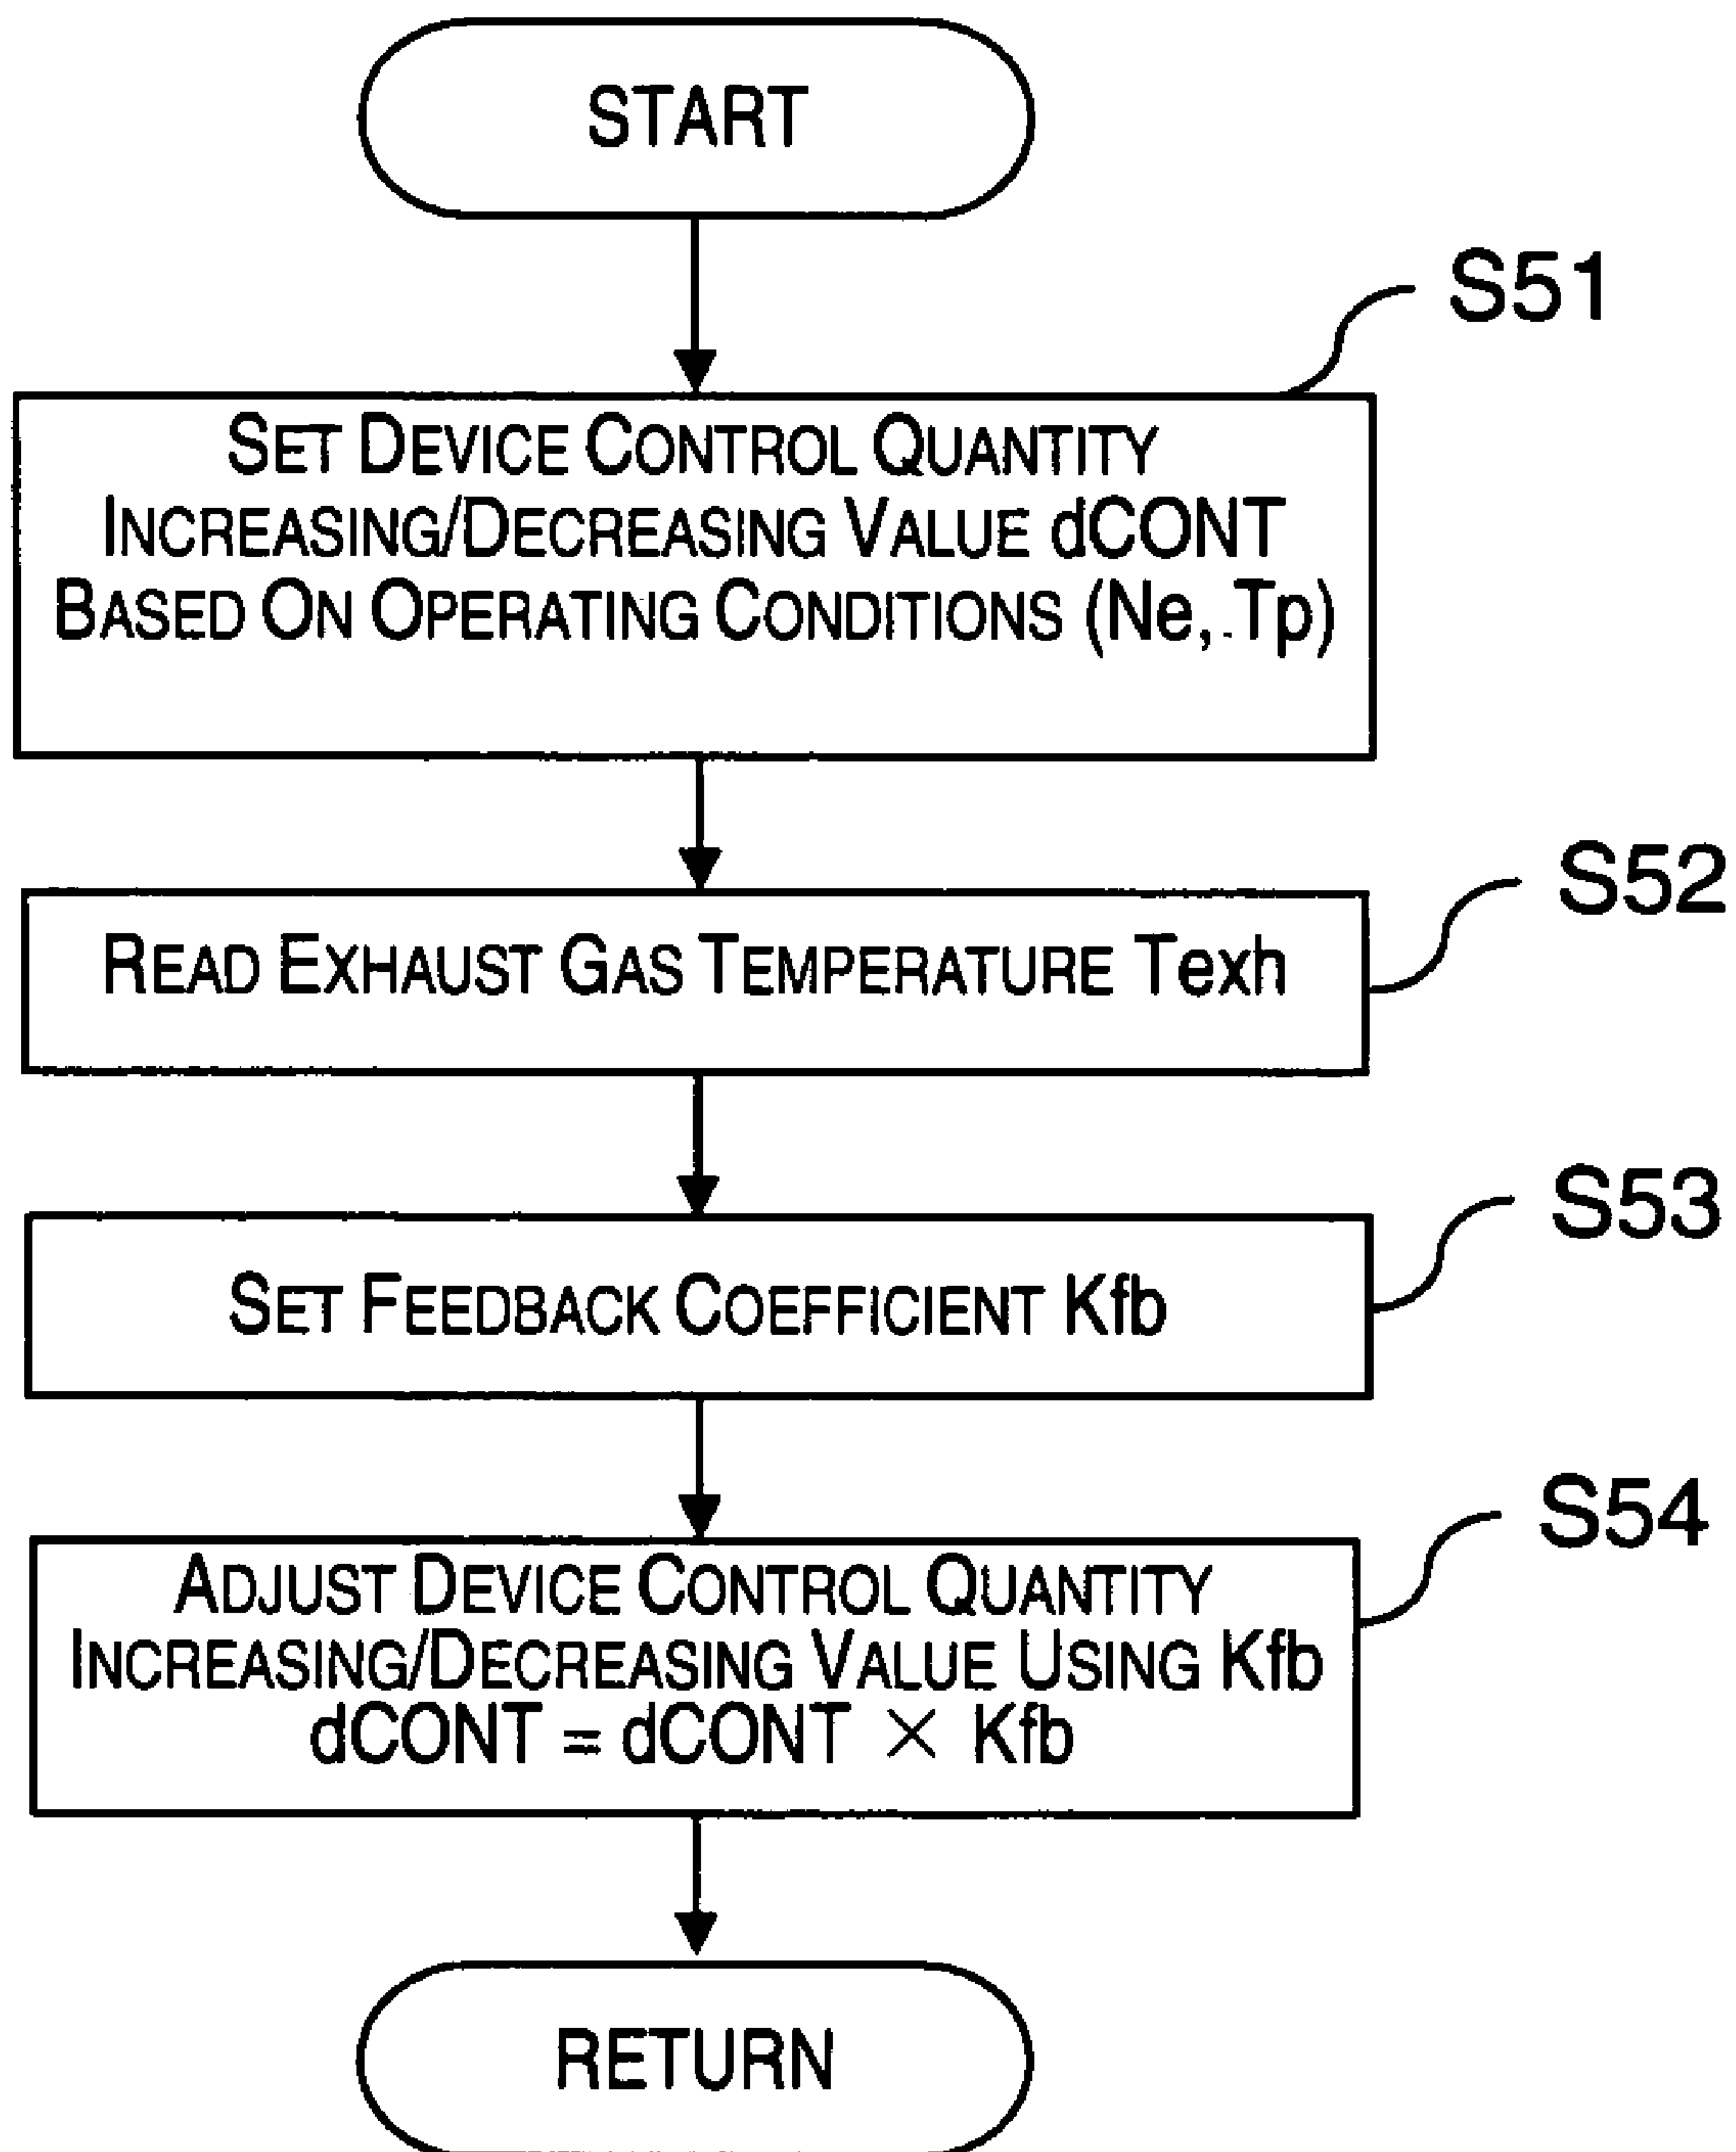 START
S51
SET DEVICE CONTROL QUANTITY
INCREASING/DECREASING VALUE dCONT
BASED ON OPERATING CONDITIONS (Ne, Tp)
S52
READ EXHAUST GAS TEMPERATURE Texh
S53
SET FEEDBACK COEFFICIENT Kfb
S54
ADJUST DEVICE CONTROL QUANTITY
INCREASING/DECREASING VALUE USING Kfb
dCONT = dCONT × Kfb
RETURN